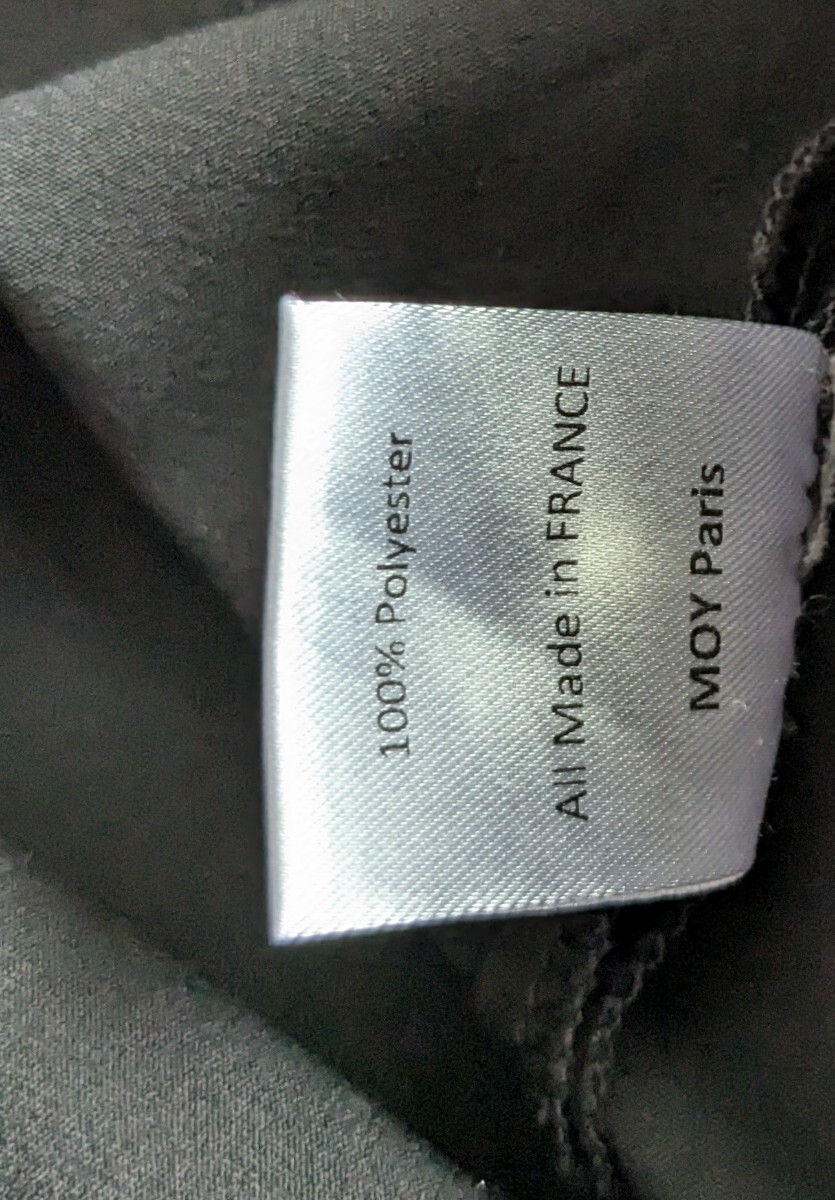 100% Polyester
All Made in FRANCE
MOY Paris